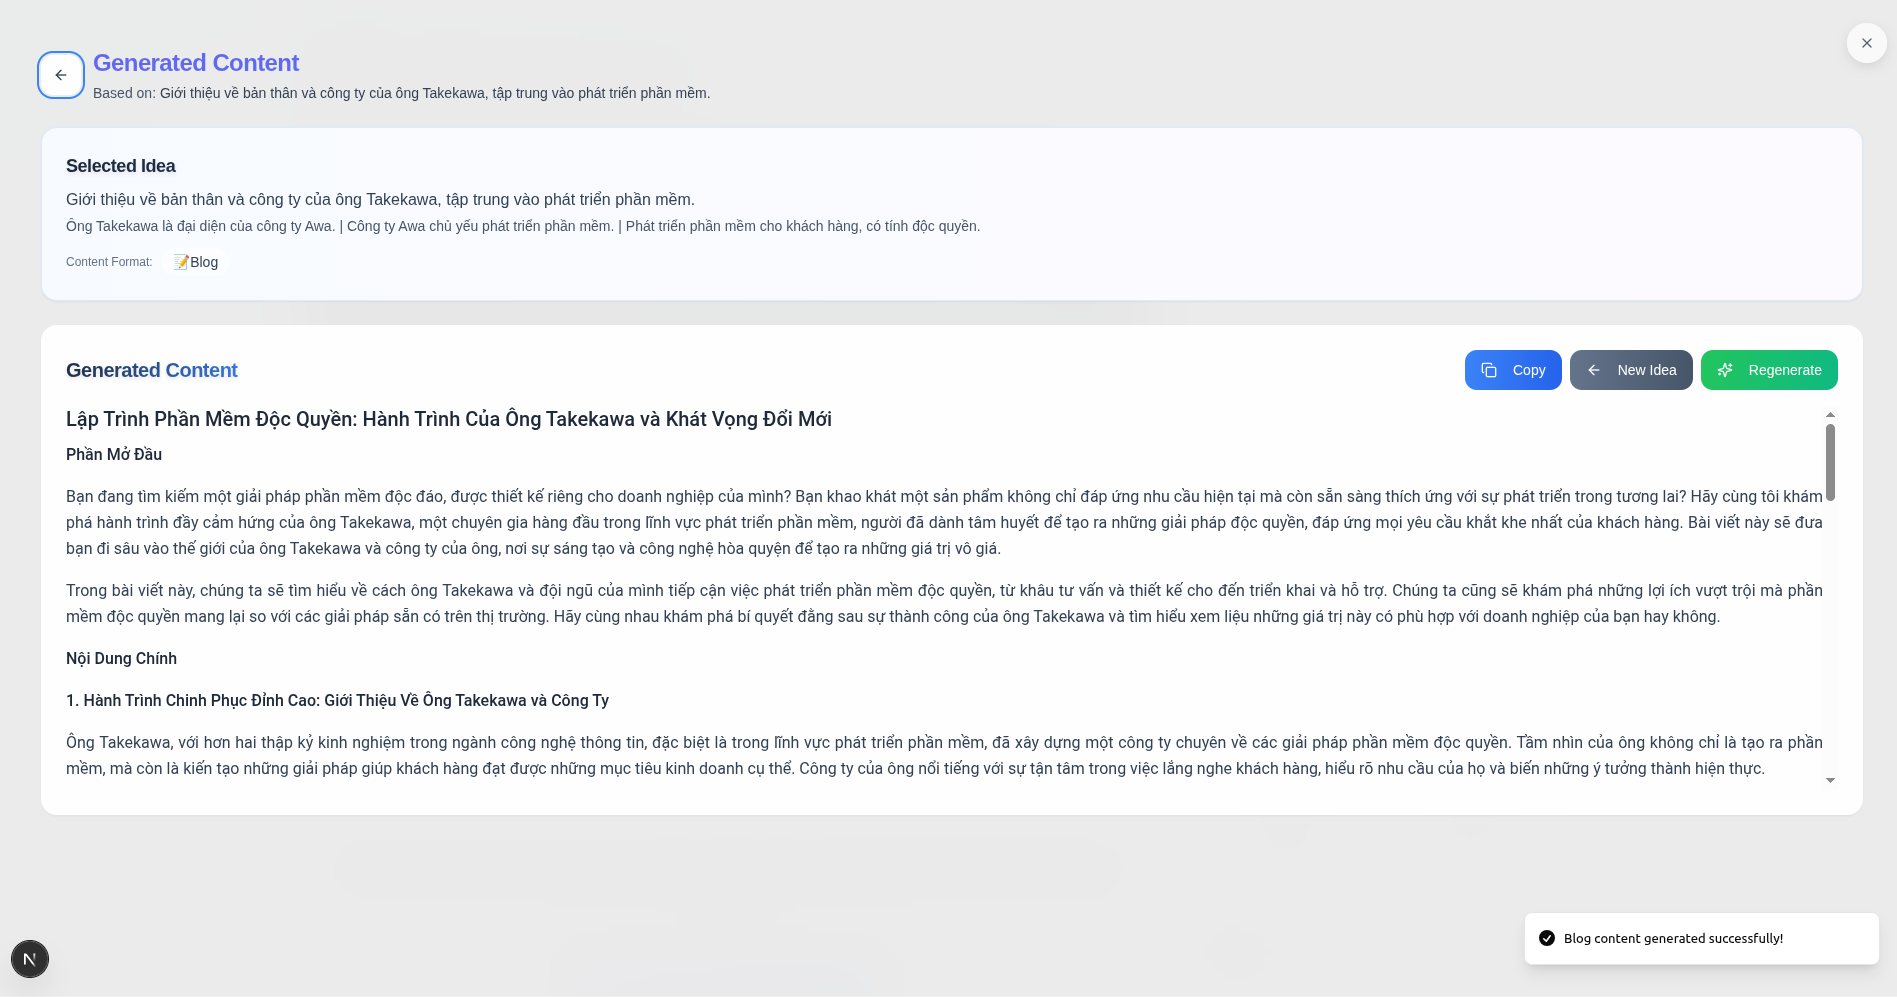 Generated Content
Based on: Giới thiệu về bản thân và công ty của ông Takekawa, tập trung vào phát triển phần mềm.
Selected Idea
Giới thiệu về bản thân và công ty của ông Takekawa, tập trung vào phát triển phần mềm.
Ông Takekawa là đại diện của công ty Awa. | Công ty Awa chủ yếu phát triển phần mềm. | Phát triển phần mềm cho khách hàng, có tính độc quyền.
Content Format: 📝Blog
Generated Content
Copy
New Idea
Regenerate
Lập Trình Phần Mềm Độc Quyền: Hành Trình Của Ông Takekawa và Khát Vọng Đổi Mới
Phần Mở Đầu
Bạn đang tìm kiếm một giải pháp phần mềm độc đáo, được thiết kế riêng cho doanh nghiệp của mình? Bạn khao khát một sản phẩm không chỉ đáp ứng nhu cầu hiện tại mà còn sẵn sàng thích ứng với sự phát triển trong tương lai? Hãy cùng tôi khám
phá hành trình đầy cảm hứng của ông Takekawa, một chuyên gia hàng đầu trong lĩnh vực phát triển phần mềm, người đã dành tâm huyết để tạo ra những giải pháp độc quyền, đáp ứng mọi yêu cầu khắt khe nhất của khách hàng. Bài viết này sẽ đưa
bạn đi sâu vào thế giới của ông Takekawa và công ty của ông, nơi sự sáng tạo và công nghệ hòa quyện để tạo ra những giá trị vô giá.
Trong bài viết này, chúng ta sẽ tìm hiểu về cách ông Takekawa và đội ngũ của mình tiếp cận việc phát triển phần mềm độc quyền, từ khâu tư vấn và thiết kế cho đến triển khai và hỗ trợ. Chúng ta cũng sẽ khám phá những lợi ích vượt trội mà phần
mềm độc quyền mang lại so với các giải pháp sẵn có trên thị trường. Hãy cùng nhau khám phá bí quyết đằng sau sự thành công của ông Takekawa và tìm hiểu xem liệu những giá trị này có phù hợp với doanh nghiệp của bạn hay không.
Nội Dung Chính
1. Hành Trình Chinh Phục Đỉnh Cao: Giới Thiệu Về Ông Takekawa và Công Ty
Ông Takekawa, với hơn hai thập kỷ kinh nghiệm trong ngành công nghệ thông tin, đặc biệt là trong lĩnh vực phát triển phần mềm, đã xây dựng một công ty chuyên về các giải pháp phần mềm độc quyền. Tầm nhìn của ông không chỉ là tạo ra phần
mềm, mà còn là kiến tạo những giải pháp giúp khách hàng đạt được những mục tiêu kinh doanh cụ thể. Công ty của ông nổi tiếng với sự tận tâm trong việc lắng nghe khách hàng, hiểu rõ nhu cầu của họ và biến những ý tưởng thành hiện thực.
Blog content generated successfully!
N